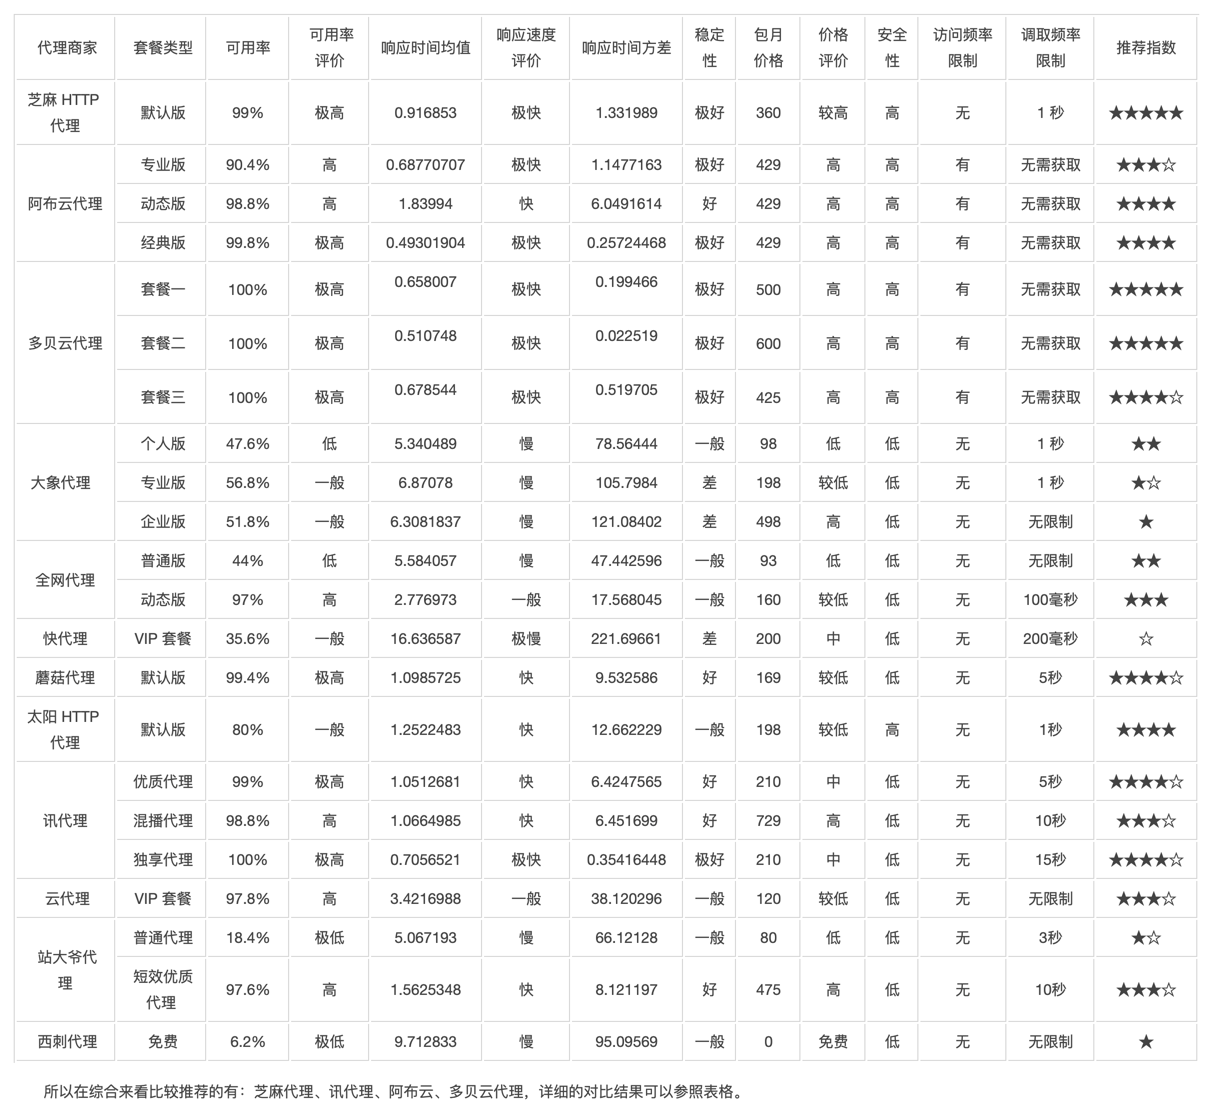 代理商家 套餐类型 可用率 可用率评价 响应时间均值 响应速度评价 响应时间方差 稳定性 包月价格 价格评价 安全性 访问频率限制 调取频率限制 推荐指数
芝麻 HTTP 代理 默认版 99% 极高 0.916853 极快 1.331989 极好 360 较高 高 无 1 秒 ★★★★★
阿布云代理 专业版 90.4% 高 0.68770707 极快 1.1477163 极好 429 高 高 有 无需获取 ★★★☆
动态版 98.8% 高 1.83994 快 6.0491614 好 429 高 高 有 无需获取 ★★★★
经典版 99.8% 极高 0.49301904 极快 0.25724468 极好 429 高 高 有 无需获取 ★★★★
多贝云代理 套餐一 100% 极高 0.658007 极快 0.199466 极好 500 高 高 有 无需获取 ★★★★★
套餐二 100% 极高 0.510748 极快 0.022519 极好 600 高 高 有 无需获取 ★★★★★
套餐三 100% 极高 0.678544 极快 0.519705 极好 425 高 高 有 无需获取 ★★★★☆
大象代理 个人版 47.6% 低 5.340489 慢 78.56444 一般 98 低 低 无 1 秒 ★★
专业版 56.8% 一般 6.87078 慢 105.7984 差 198 较低 低 无 1 秒 ★☆
企业版 51.8% 一般 6.3081837 慢 121.08402 差 498 高 低 无 无限制 ★
全网代理 普通版 44% 低 5.584057 慢 47.442596 一般 93 低 低 无 无限制 ★★
动态版 97% 高 2.776973 一般 17.568045 一般 160 较低 低 无 100毫秒 ★★★
快代理 VIP 套餐 35.6% 一般 16.636587 极慢 221.69661 差 200 中 低 无 200毫秒 ☆
蘑菇代理 默认版 99.4% 极高 1.0985725 快 9.532586 好 169 较低 低 无 5秒 ★★★★☆
太阳 HTTP 代理 默认版 80% 一般 1.2522483 快 12.662229 一般 198 较低 高 无 1秒 ★★★★
讯代理 优质代理 99% 极高 1.0512681 快 6.4247565 好 210 中 低 无 5秒 ★★★★☆
混播代理 98.8% 高 1.0664985 快 6.451699 好 729 高 低 无 10秒 ★★★☆
独享代理 100% 极高 0.7056521 极快 0.35416448 极好 210 中 低 无 15秒 ★★★★☆
云代理 VIP 套餐 97.8% 高 3.4216988 一般 38.120296 一般 120 较低 低 无 无限制 ★★★☆
站大爷代理 普通代理 18.4% 极低 5.067193 慢 66.12128 一般 80 低 低 无 3秒 ★☆
短效优质代理 97.6% 高 1.5625348 快 8.121197 好 475 高 低 无 10秒 ★★★☆
西刺代理 免费 6.2% 极低 9.712833 慢 95.09569 一般 0 免费 低 无 无限制 ★
所以在综合来看比较推荐的有：芝麻代理、讯代理、阿布云、多贝云代理，详细的对比结果可以参照表格。